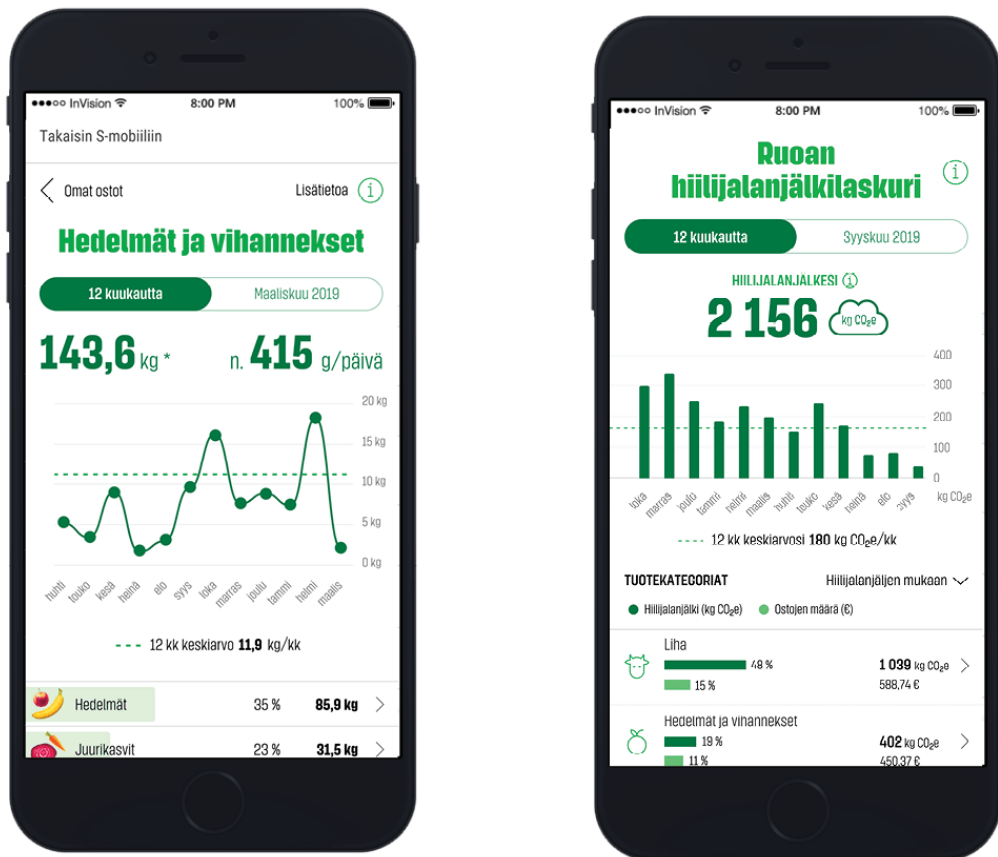 ●●●○○ InVision 8:00 PM 100%
Takaisin S-mobiiliin
Omat ostot Lisätietoa i
Hedelmät ja vihannekset
12 kuukautta Maaliskuu 2019
143,6 kg * n. 415 g/päivä
20 kg
15 kg
10 kg
5 kg
0 kg
huhti touko kesä heinä elo syys loka marras joulu tammi helmi maalis
--- 12 kk keskiarvo 11,9 kg/kk
Hedelmät 35 % 85,9 kg
Juurikasvit 23 % 31,5 kg
●●●○○ InVision 8:00 PM 100%
Ruoan
hiilijalanjälkilaskuri i
12 kuukautta Syyskuu 2019
HIILIJALANJÄLKESI i
2 156 kg CO₂e
400
300
200
100
0
loka marras joulu tammi helmi maalis huhti touko kesä heinä elo syys kg CO₂e
---- 12 kk keskiarvosi 180 kg CO₂e/kk
TUOTEKATEGORIAT Hiilijalanjäljen mukaan
Hiilijalanjälki (kg CO₂e) Ostojen määrä (€)
Liha
49 % 1 039 kg CO₂e
15 % 588,74 €
Hedelmät ja vihannekset
19 % 402 kg CO₂e
11 % 450,37 €